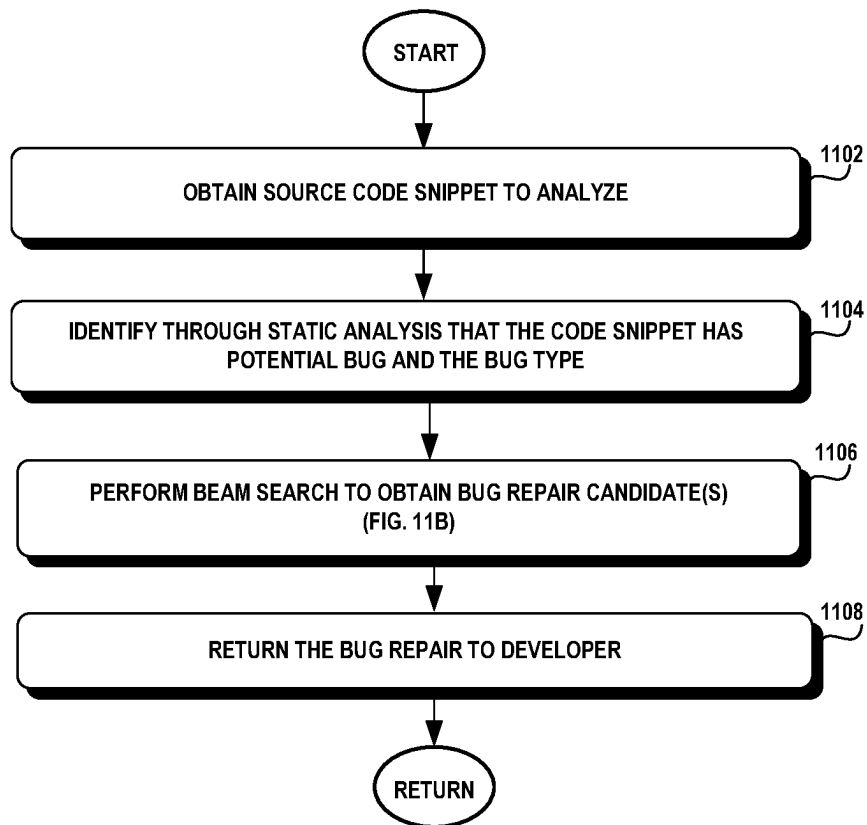 START
1102
OBTAIN SOURCE CODE SNIPPET TO ANALYZE
1104
IDENTIFY THROUGH STATIC ANALYSIS THAT THE CODE SNIPPET HAS
POTENTIAL BUG AND THE BUG TYPE
1106
PERFORM BEAM SEARCH TO OBTAIN BUG REPAIR CANDIDATE(S)
(FIG. 11B)
1108
RETURN THE BUG REPAIR TO DEVELOPER
RETURN